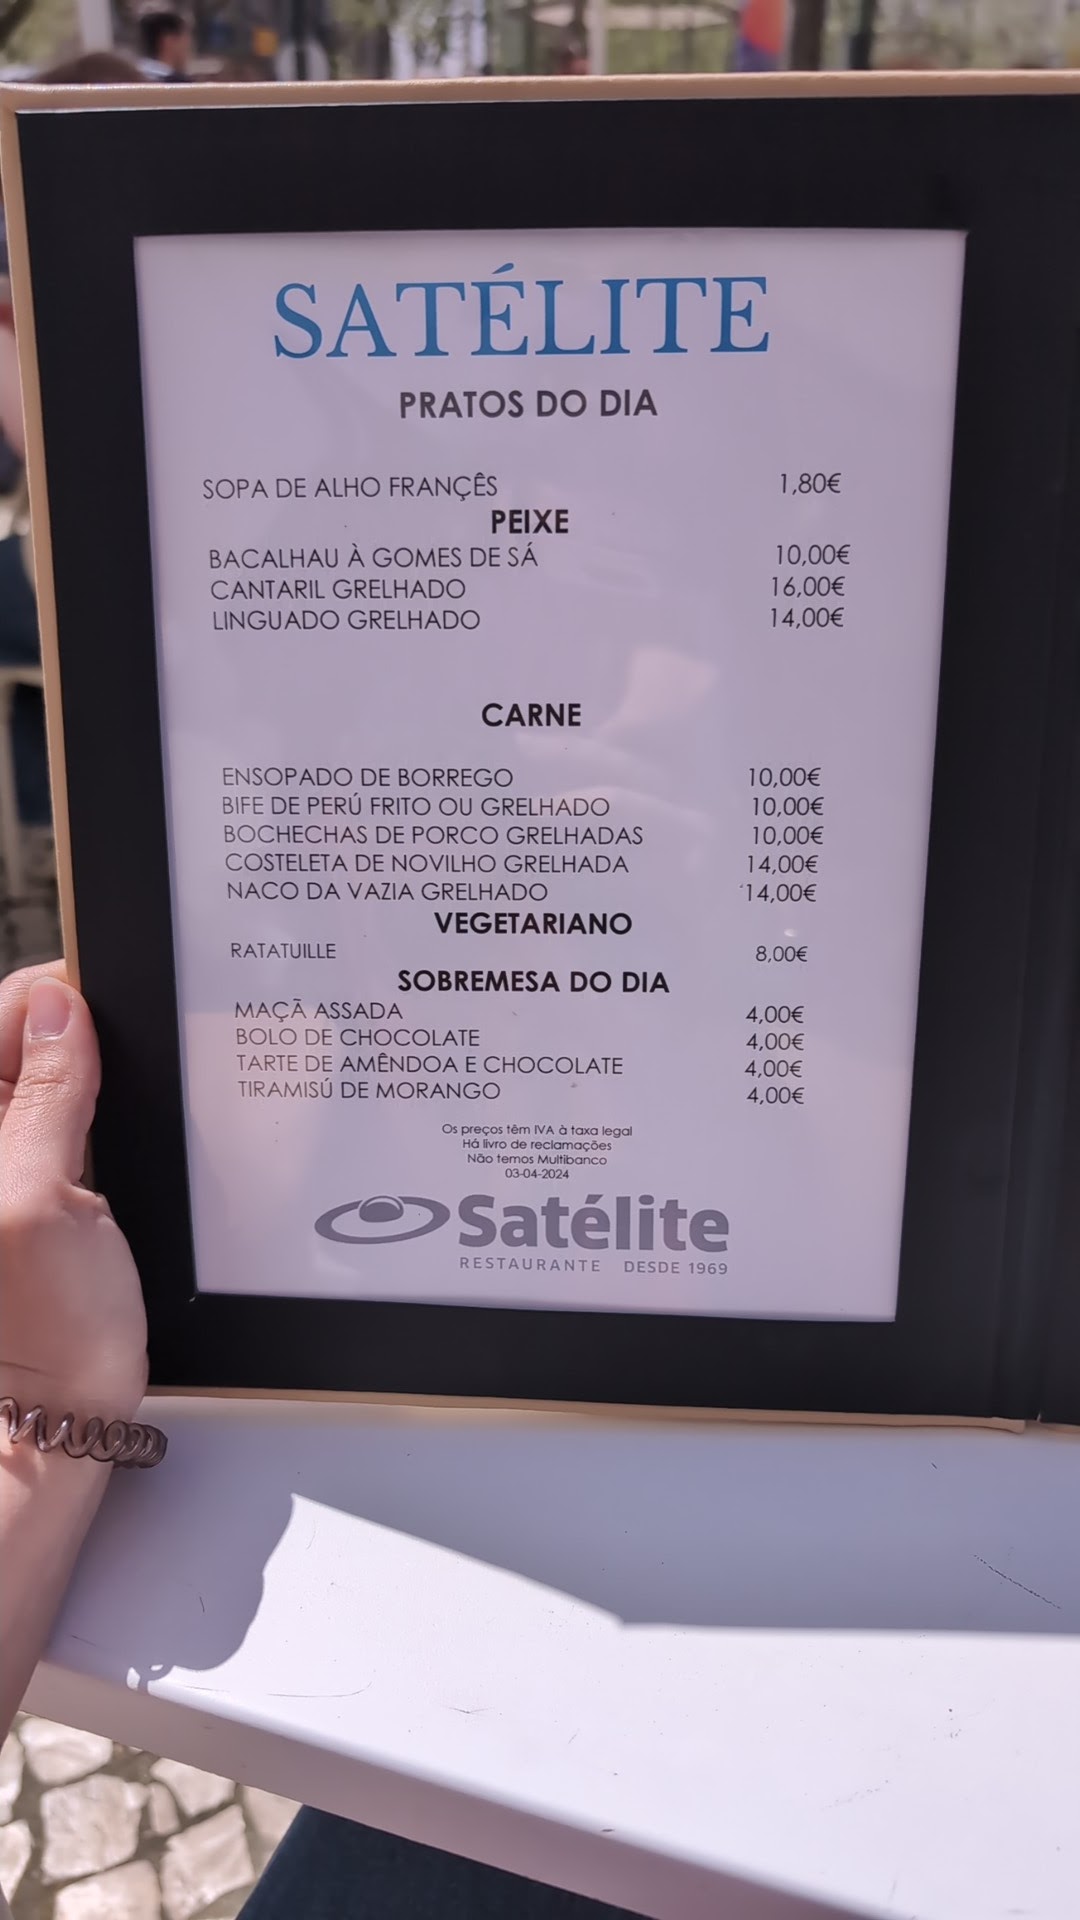 SATÉLITE
PRATOS DO DIA
SOPA DE ALHO FRANÇÊS 1,80€
PEIXE
BACALHAU À GOMES DE SÁ 10,00€
CANTARIL GRELHADO 16,00€
LINGUADO GRELHADO 14,00€
CARNE
ENSOPADO DE BORREGO 10,00€
BIFE DE PERÚ FRITO OU GRELHADO 10,00€
BOCHECHAS DE PORCO GRELHADAS 10,00€
COSTELETA DE NOVILHO GRELHADA 14,00€
NACO DA VAZIA GRELHADO 14,00€
VEGETARIANO
RATATUILLE 8,00€
SOBREMESA DO DIA
MAÇÃ ASSADA 4,00€
BOLO DE CHOCOLATE 4,00€
TARTE DE AMÊNDOA E CHOCOLATE 4,00€
TIRAMISÚ DE MORANGO 4,00€
Os preços têm IVA à taxa legal
Há livro de reclamações
Não temos Multibanco
03-04-2024
Satélite
RESTAURANTE DESDE 1969